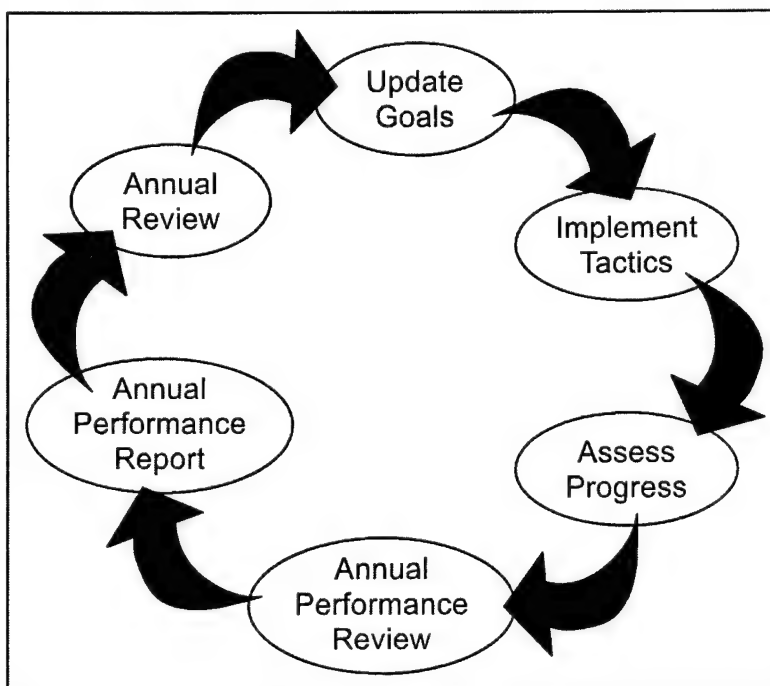 Update
Goals
Implement
Tactics
Assess
Progress
Annual
Performance
Review
Annual
Performance
Report
Annual
Review